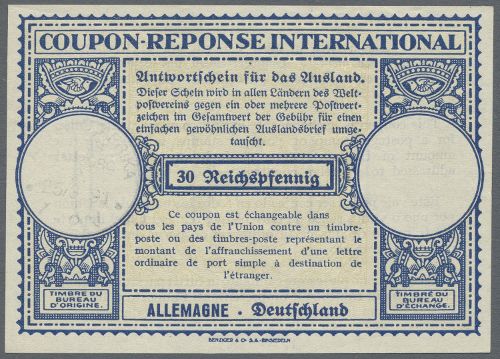 COUPON-REPONSE INTERNATIONAL
Antwortschein für das Ausland.
Dieser Schein wird in allen Ländern des Welt-
postvereins gegen ein oder mehrere Postwert-
zeichen im Gesamtwert der Gebühr für einen
einfachen gewöhnlichen Auslandsbrief umge-
tauscht.
30 Reichspfennig
Ce coupon est échangeable dans
tous les pays de l'Union contre un timbre-
poste ou des timbres-poste représentant le
montant de l'affranchissement d'une lettre
ordinaire de port simple à destination de
l'étranger.
TIMBRE DU
BUREAU
D'ORIGINE.
ALLEMAGNE · Deutschland
TIMBRE DU
BUREAU
D'ÉCHANGE.
BENZIGER & Co S.A. EINSIEDELN